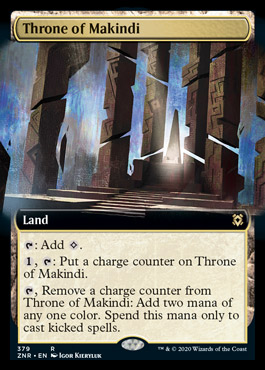 Throne of Makindi
Land
: Add .
1, : Put a charge counter on Throne
of Makindi.
, Remove a charge counter from
Throne of Makindi: Add two mana of
any one color. Spend this mana only to
cast kicked spells.
379 R
ZNR • EN IGOR KIERYLUK
™ & © 2020 Wizards of the Coast